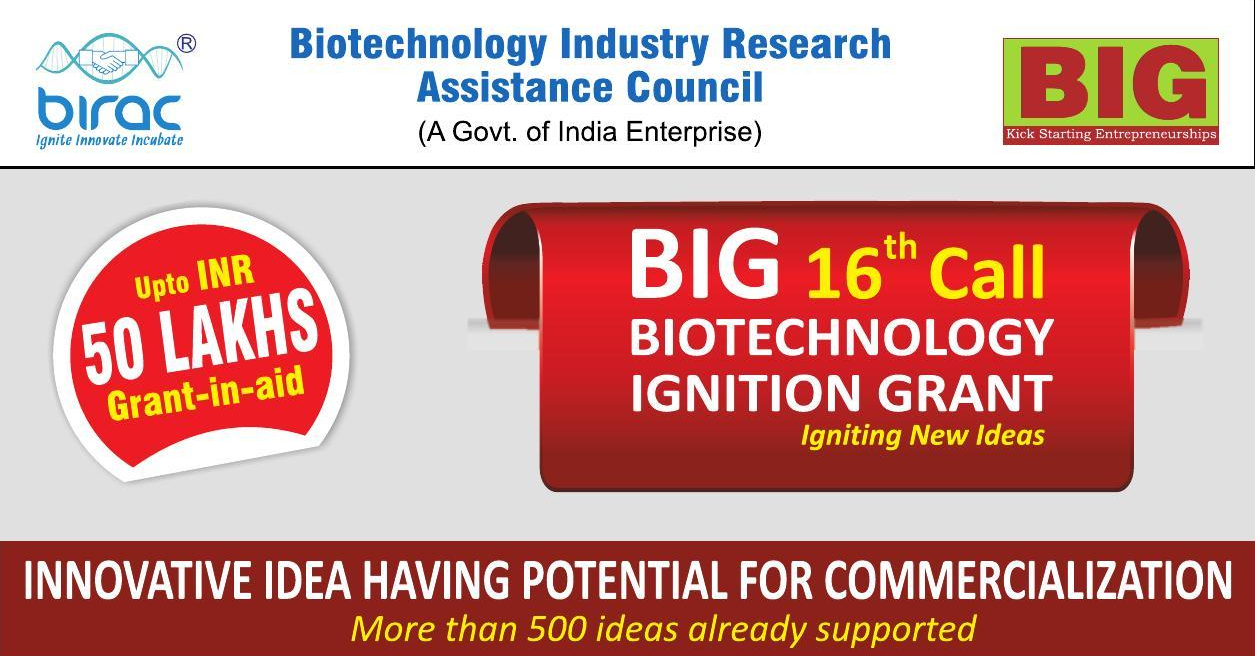 birac ®
Ignite Innovate Incubate
Biotechnology Industry Research
Assistance Council
(A Govt. of India Enterprise)
BIG
Kick Starting Entrepreneurships
Upto INR
50 LAKHS
Grant-in-aid
BIG 16th Call
BIOTECHNOLOGY
IGNITION GRANT
Igniting New Ideas
INNOVATIVE IDEA HAVING POTENTIAL FOR COMMERCIALIZATION
More than 500 ideas already supported